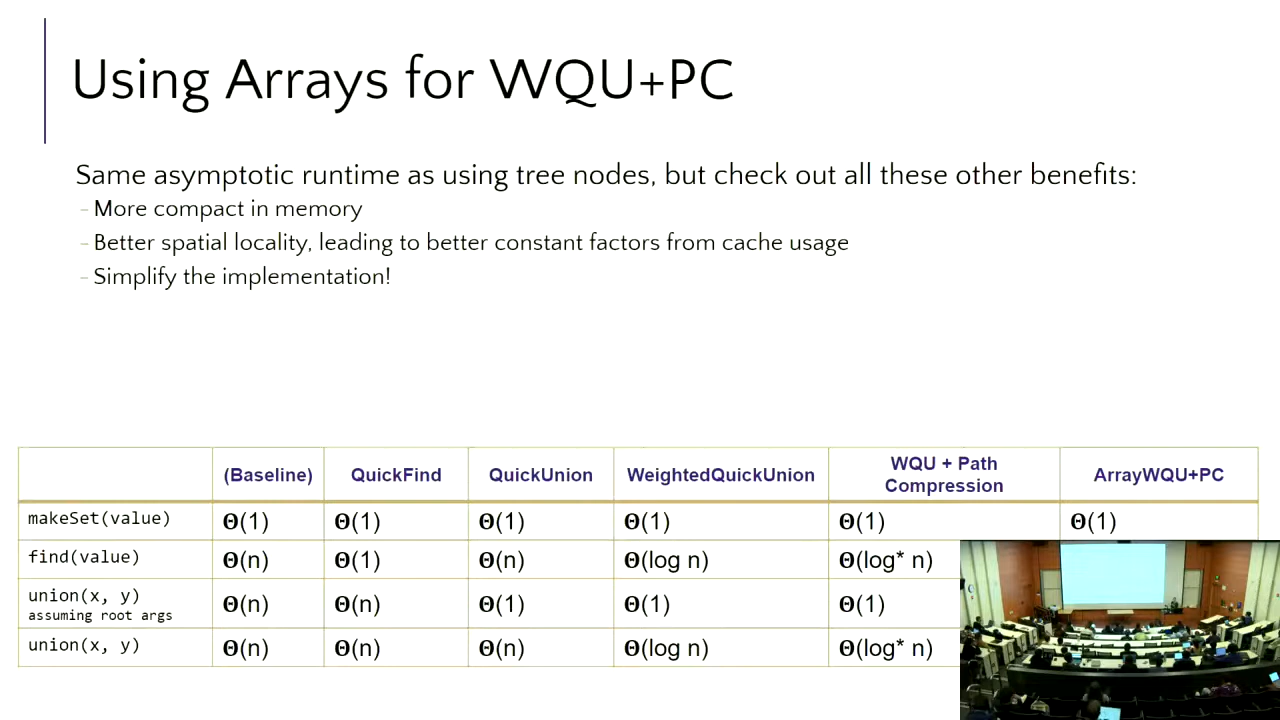 Using Arrays for WQU+PC
Same asymptotic runtime as using tree nodes, but check out all these other benefits:
- More compact in memory
- Better spatial locality, leading to better constant factors from cache usage
- Simplify the implementation!
(Baseline) QuickFind QuickUnion WeightedQuickUnion WQU + Path Compression ArrayWQU+PC
makeSet(value) Θ(1) Θ(1) Θ(1) Θ(1) Θ(1) Θ(1)
find(value) Θ(n) Θ(1) Θ(n) Θ(log n) Θ(log* n)
union(x, y) assuming root args Θ(n) Θ(n) Θ(1) Θ(1) Θ(1)
union(x, y) Θ(n) Θ(n) Θ(n) Θ(log n) Θ(log* n)